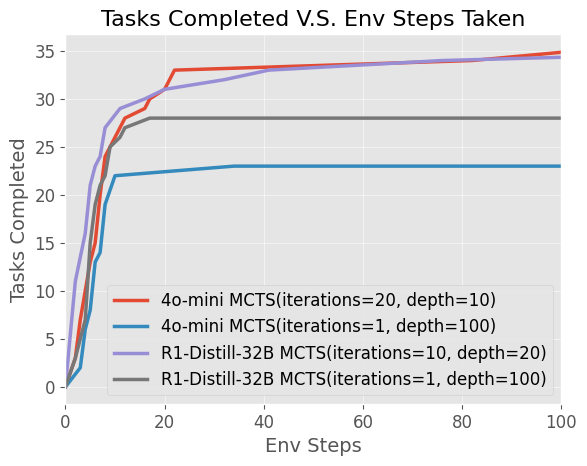 Tasks Completed V.S. Env Steps Taken
35
30
25
20
15
10
5
0
Tasks Completed
4o-mini MCTS(iterations=20, depth=10)
4o-mini MCTS(iterations=1, depth=100)
R1-Distill-32B MCTS(iterations=10, depth=20)
R1-Distill-32B MCTS(iterations=1, depth=100)
0 20 40 60 80 100
Env Steps